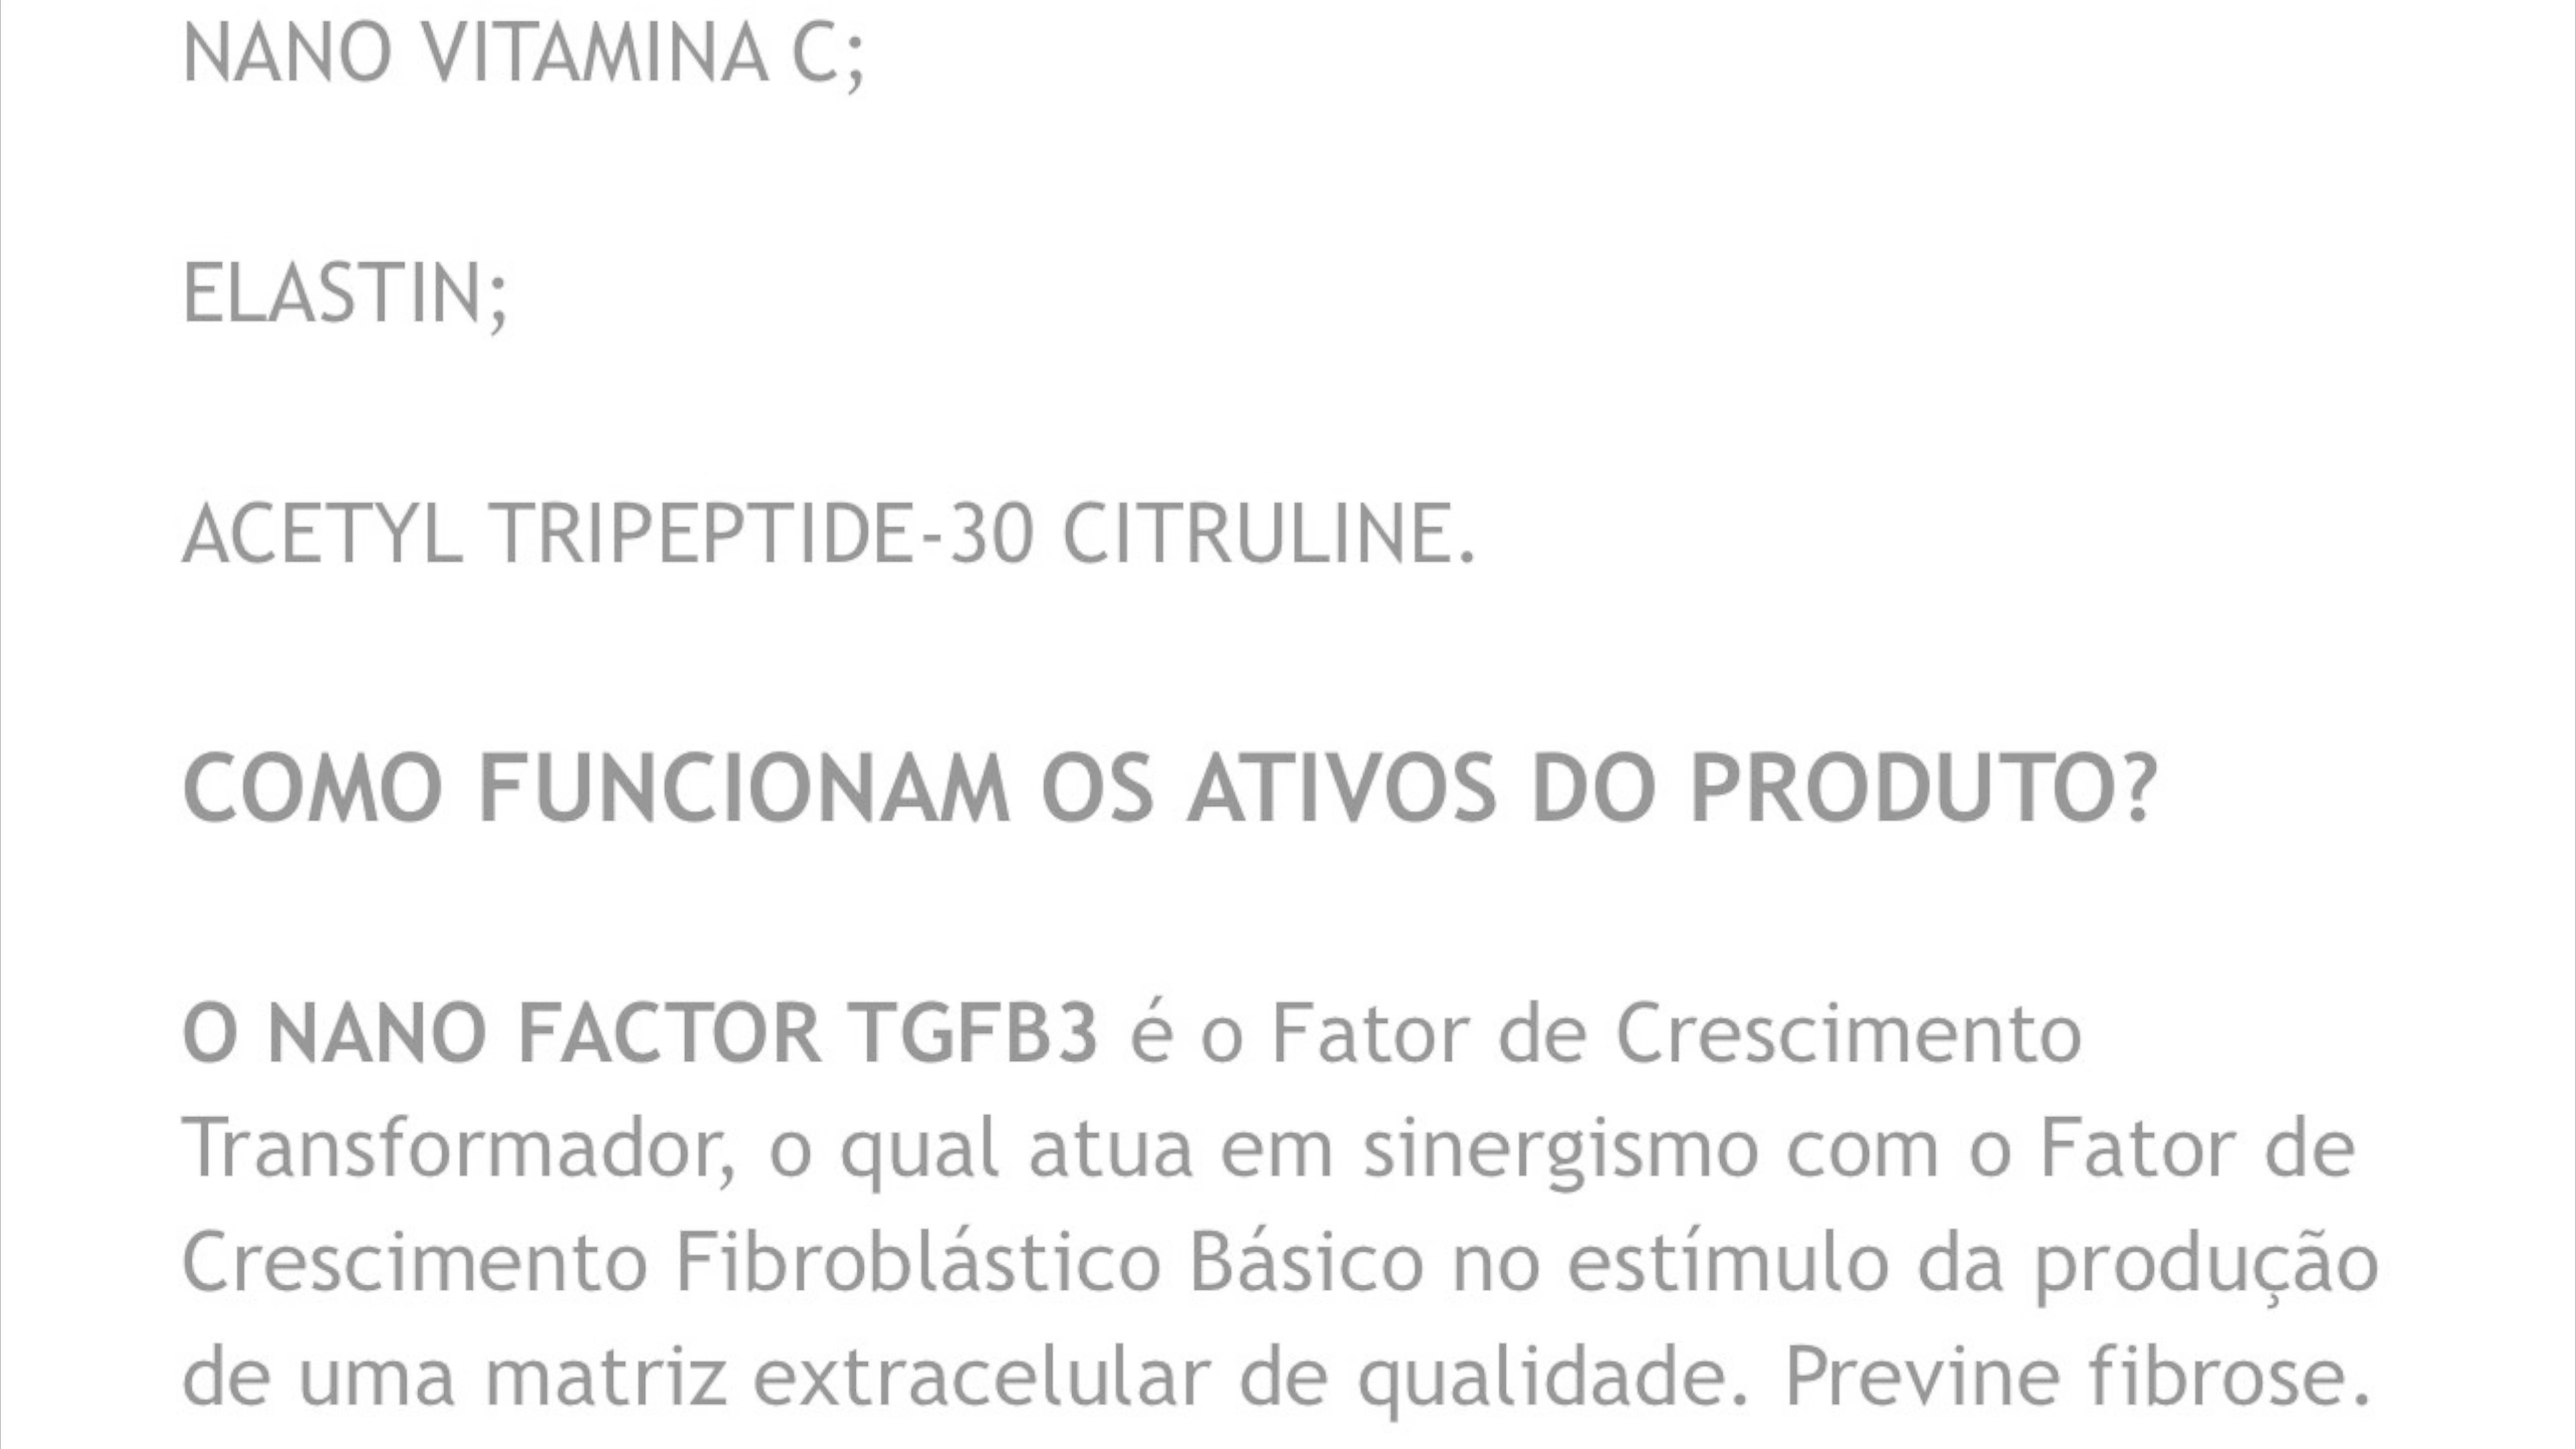 NANO VITAMINA C;
ELASTIN;
ACETYL TRIPEPTIDE-30 CITRULINE.
COMO FUNCIONAM OS ATIVOS DO PRODUTO?
O NANO FACTOR TGFB3 é o Fator de Crescimento
Transformador, o qual atua em sinergismo com o Fator de
Crescimento Fibroblástico Básico no estímulo da produção
de uma matriz extracelular de qualidade. Previne fibrose.